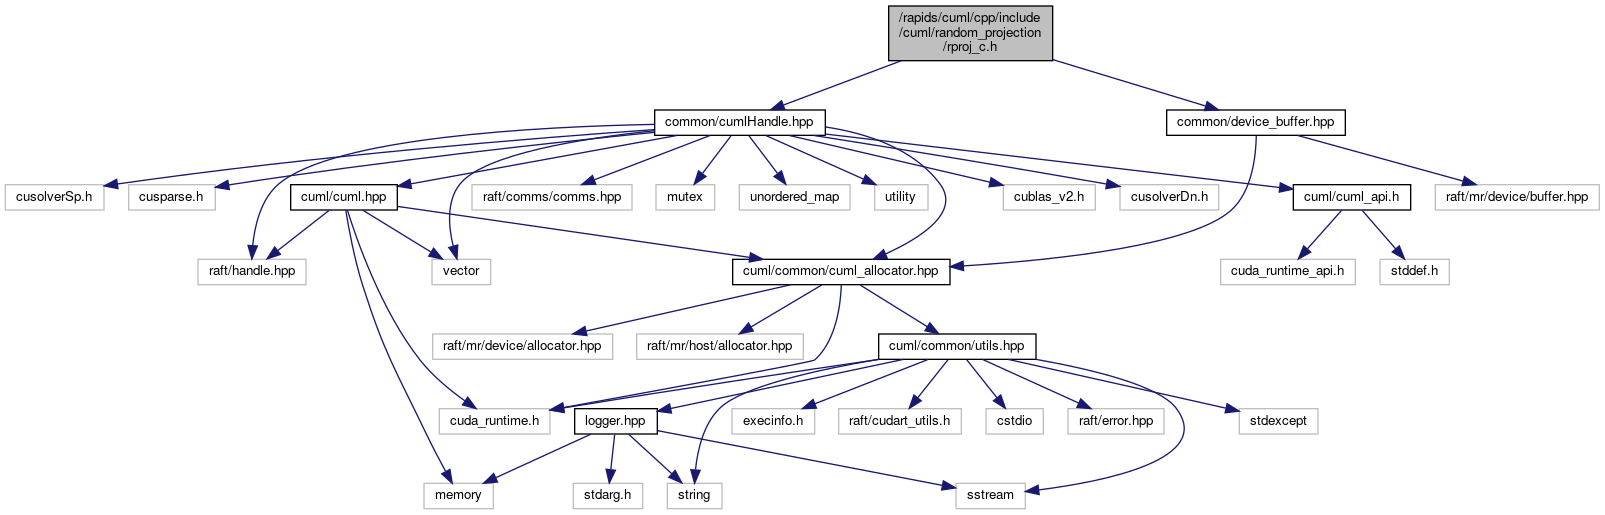 /rapids/cuml/cpp/include
/cuml/random_projection
/rproj_c.h
common/cumlHandle.hpp
common/device_buffer.hpp
cusolverSp.h
cusparse.h
cuml/cuml.hpp
raft/comms/comms.hpp
mutex
unordered_map
utility
cublas_v2.h
cusolverDn.h
cuml/cuml_api.h
raft/mr/device/buffer.hpp
raft/handle.hpp
vector
cuml/common/cuml_allocator.hpp
cuda_runtime_api.h
stddef.h
raft/mr/device/allocator.hpp
raft/mr/host/allocator.hpp
cuml/common/utils.hpp
cuda_runtime.h
logger.hpp
execinfo.h
raft/cudart_utils.h
cstdio
raft/error.hpp
stdexcept
memory
stdarg.h
string
sstream